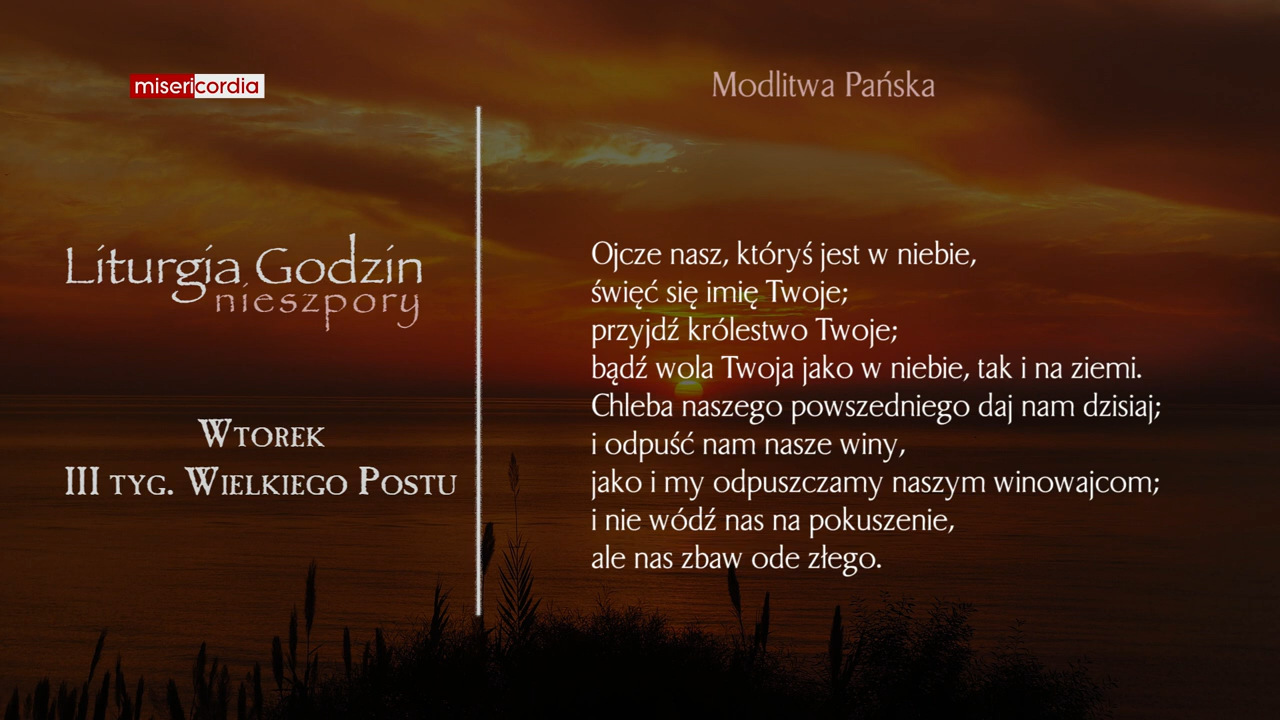 misericordia
Liturgia Godzin
nieszpory
Wtorek
III tyg. Wielkiego Postu
Modlitwa Pańska
Ojcze nasz, któryś jest w niebie,
święć się imię Twoje;
przyjdź królestwo Twoje;
bądź wola Twoja jako w niebie, tak i na ziemi.
Chleba naszego powszedniego daj nam dzisiaj;
i odpuść nam nasze winy,
jako i my odpuszczamy naszym winowajcom;
i nie wódź nas na pokuszenie,
ale nas zbaw ode złego.